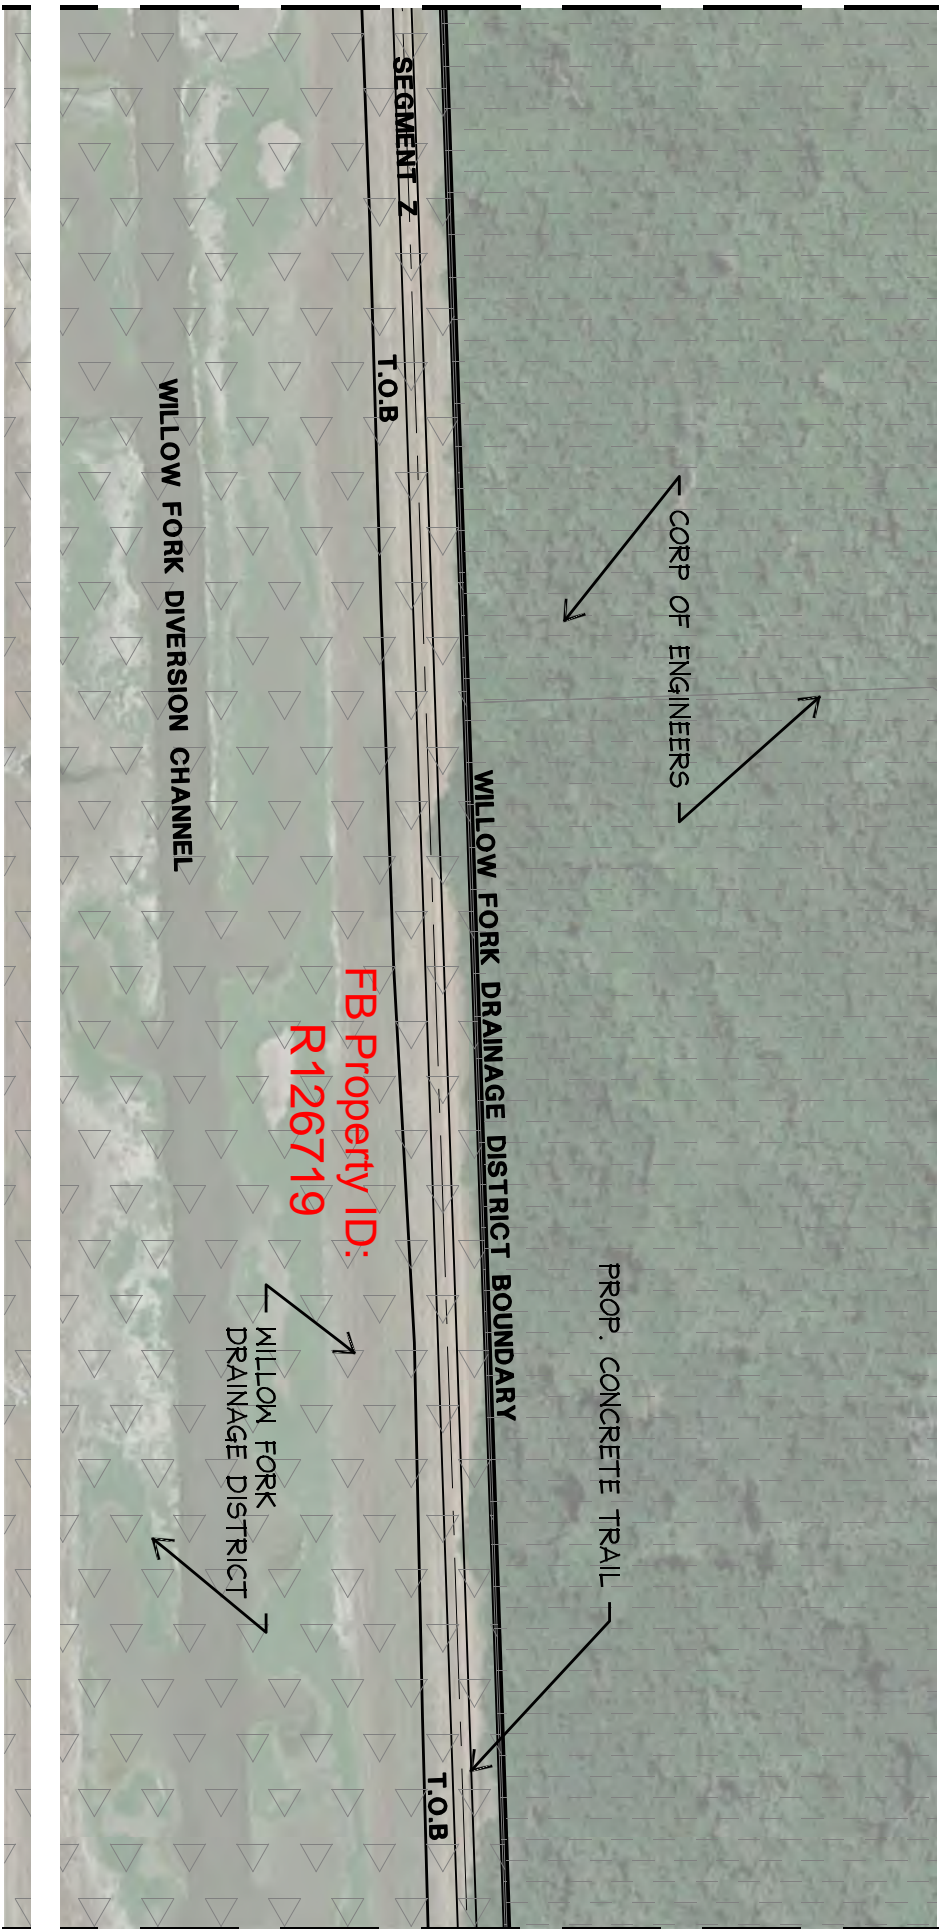 CORP OF ENGINEERS
PROP. CONCRETE TRAIL
WILLOW FORK DRAINAGE DISTRICT BOUNDARY
SEGMENT 7
T.O.B
T.O.B
FB Property ID:
R126719
WILLOW FORK
DRAINAGE DISTRICT
WILLOW FORK DIVERSION CHANNEL